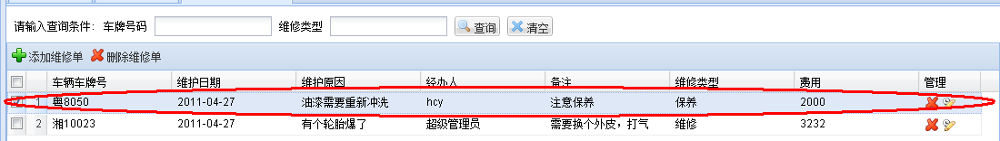 请输入查询条件: 车牌号码 维修类型 查询 清空
添加维修单 删除维修单
车辆车牌号 维护日期 维护原因 经办人 备注 维修类型 费用 管理
1 粤8050 2011-04-27 油漆需要重新冲洗 hcy 注意保养 保养 2000
2 湘10023 2011-04-27 有个轮胎爆了 超级管理员 需要换个外皮，打气 维修 3232